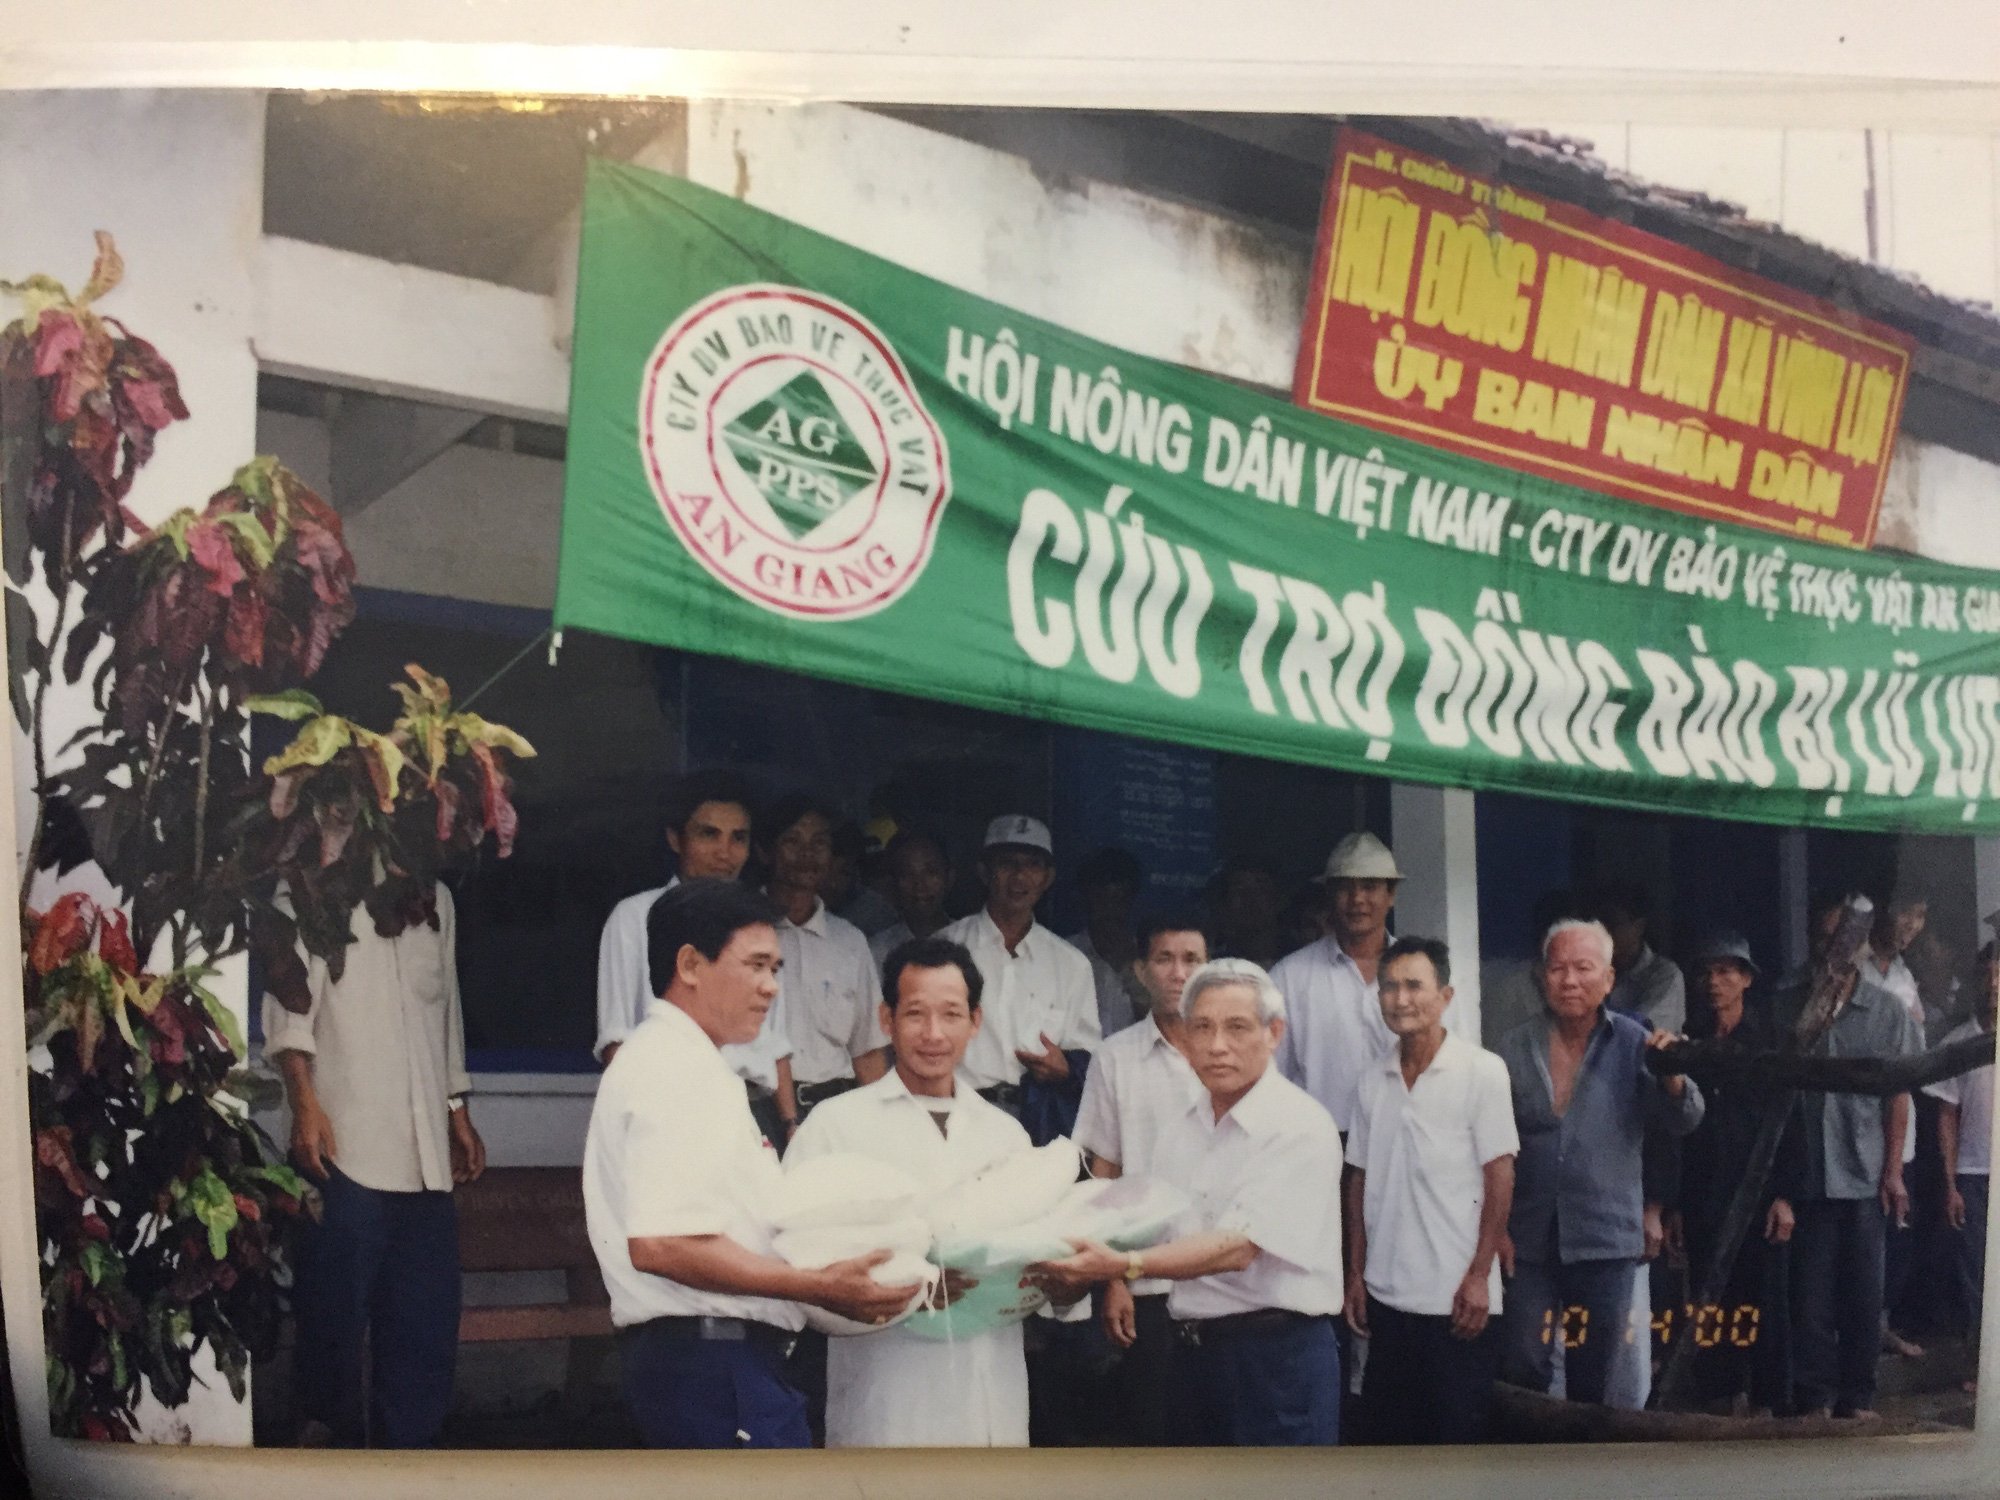 N. CHÂU THÀNH
HỘI ĐỒNG NHÂN DÂN XÃ VĨNH LỢI
ỦY BAN NHÂN DÂN
CTY DV BẢO VỆ THỰC VẬT
AG
PPS
AN GIANG
HỘI NÔNG DÂN VIỆT NAM - CTY DV BẢO VỆ THỰC VẬT AN GIA
CỨU TRỢ ĐỒNG BÀO BỊ LŨ LỤ
10 14 '00